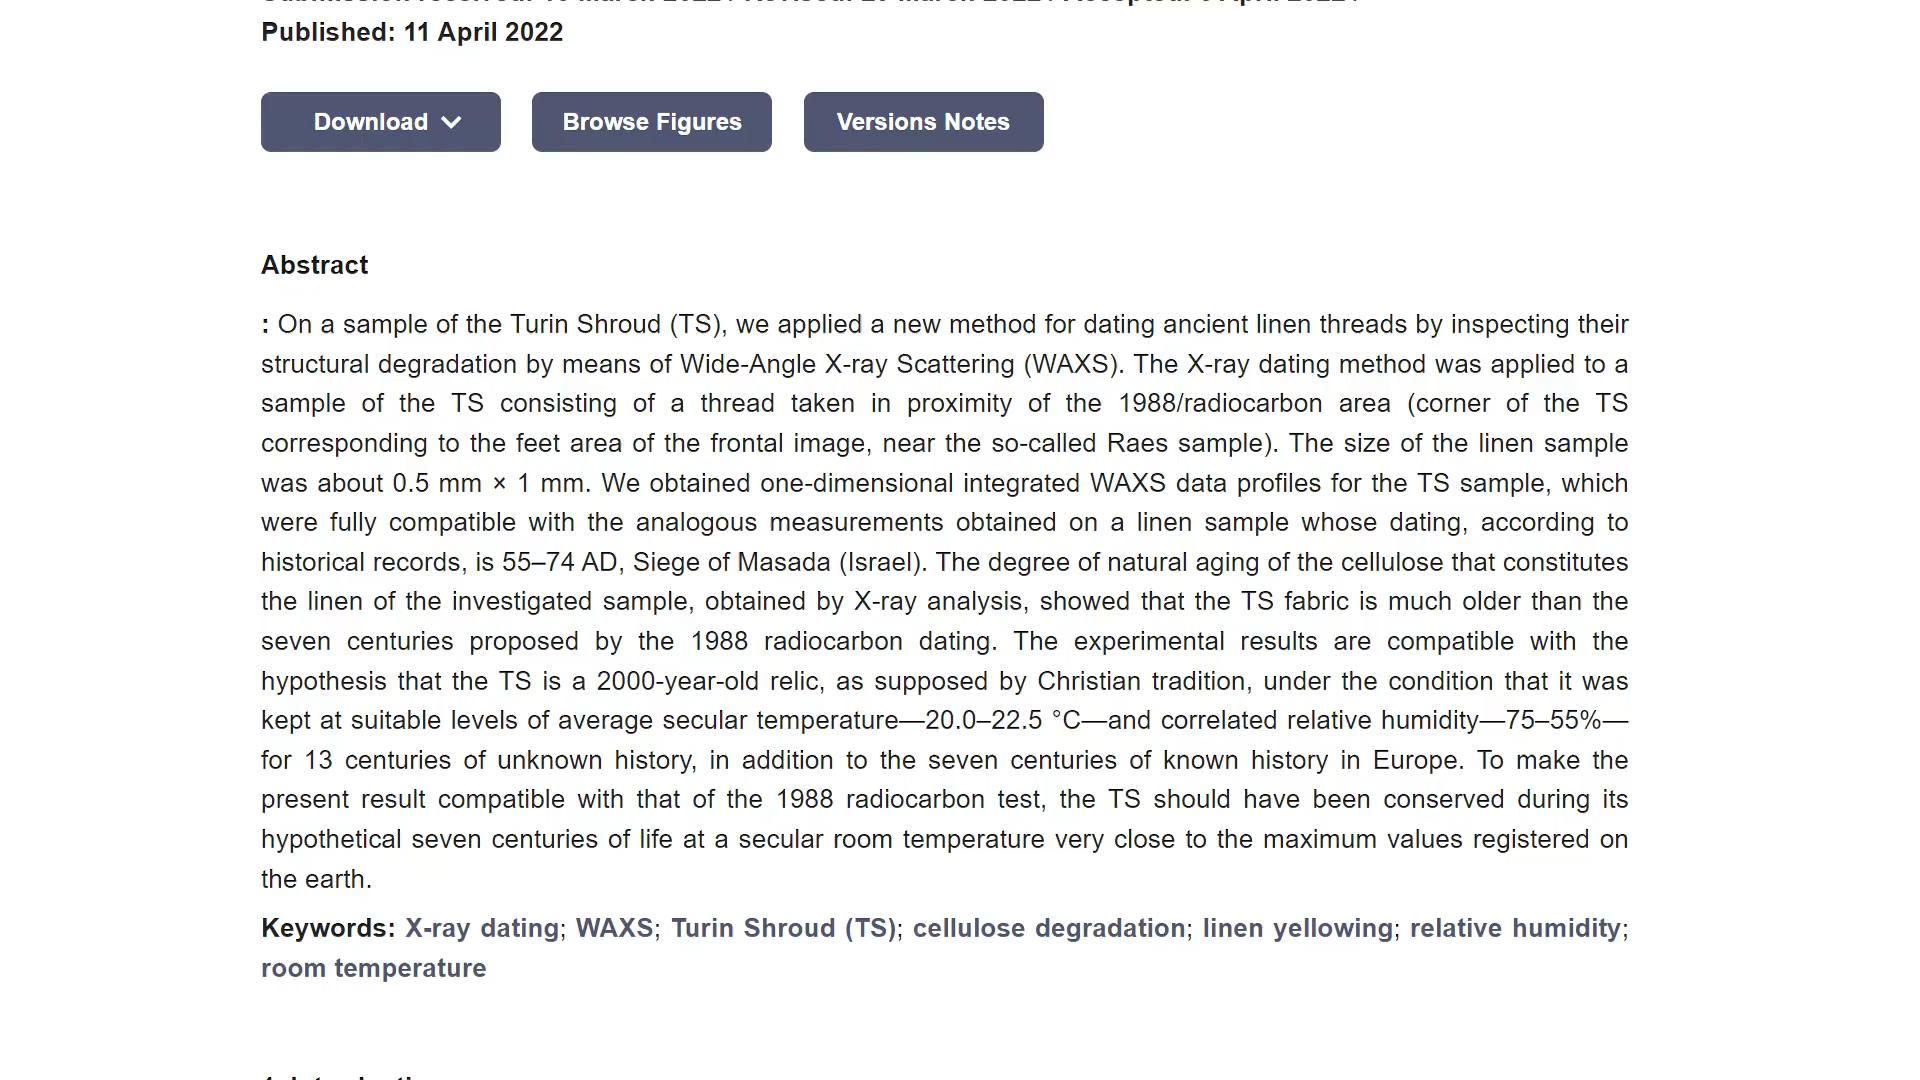 Published: 11 April 2022
Download
Browse Figures
Versions Notes
Abstract
: On a sample of the Turin Shroud (TS), we applied a new method for dating ancient linen threads by inspecting their
structural degradation by means of Wide-Angle X-ray Scattering (WAXS). The X-ray dating method was applied to a
sample of the TS consisting of a thread taken in proximity of the 1988/radiocarbon area (corner of the TS
corresponding to the feet area of the frontal image, near the so-called Raes sample). The size of the linen sample
was about 0.5 mm × 1 mm. We obtained one-dimensional integrated WAXS data profiles for the TS sample, which
were fully compatible with the analogous measurements obtained on a linen sample whose dating, according to
historical records, is 55–74 AD, Siege of Masada (Israel). The degree of natural aging of the cellulose that constitutes
the linen of the investigated sample, obtained by X-ray analysis, showed that the TS fabric is much older than the
seven centuries proposed by the 1988 radiocarbon dating. The experimental results are compatible with the
hypothesis that the TS is a 2000-year-old relic, as supposed by Christian tradition, under the condition that it was
kept at suitable levels of average secular temperature—20.0–22.5 °C—and correlated relative humidity—75–55%—
for 13 centuries of unknown history, in addition to the seven centuries of known history in Europe. To make the
present result compatible with that of the 1988 radiocarbon test, the TS should have been conserved during its
hypothetical seven centuries of life at a secular room temperature very close to the maximum values registered on
the earth.
Keywords: X-ray dating; WAXS; Turin Shroud (TS); cellulose degradation; linen yellowing; relative humidity;
room temperature